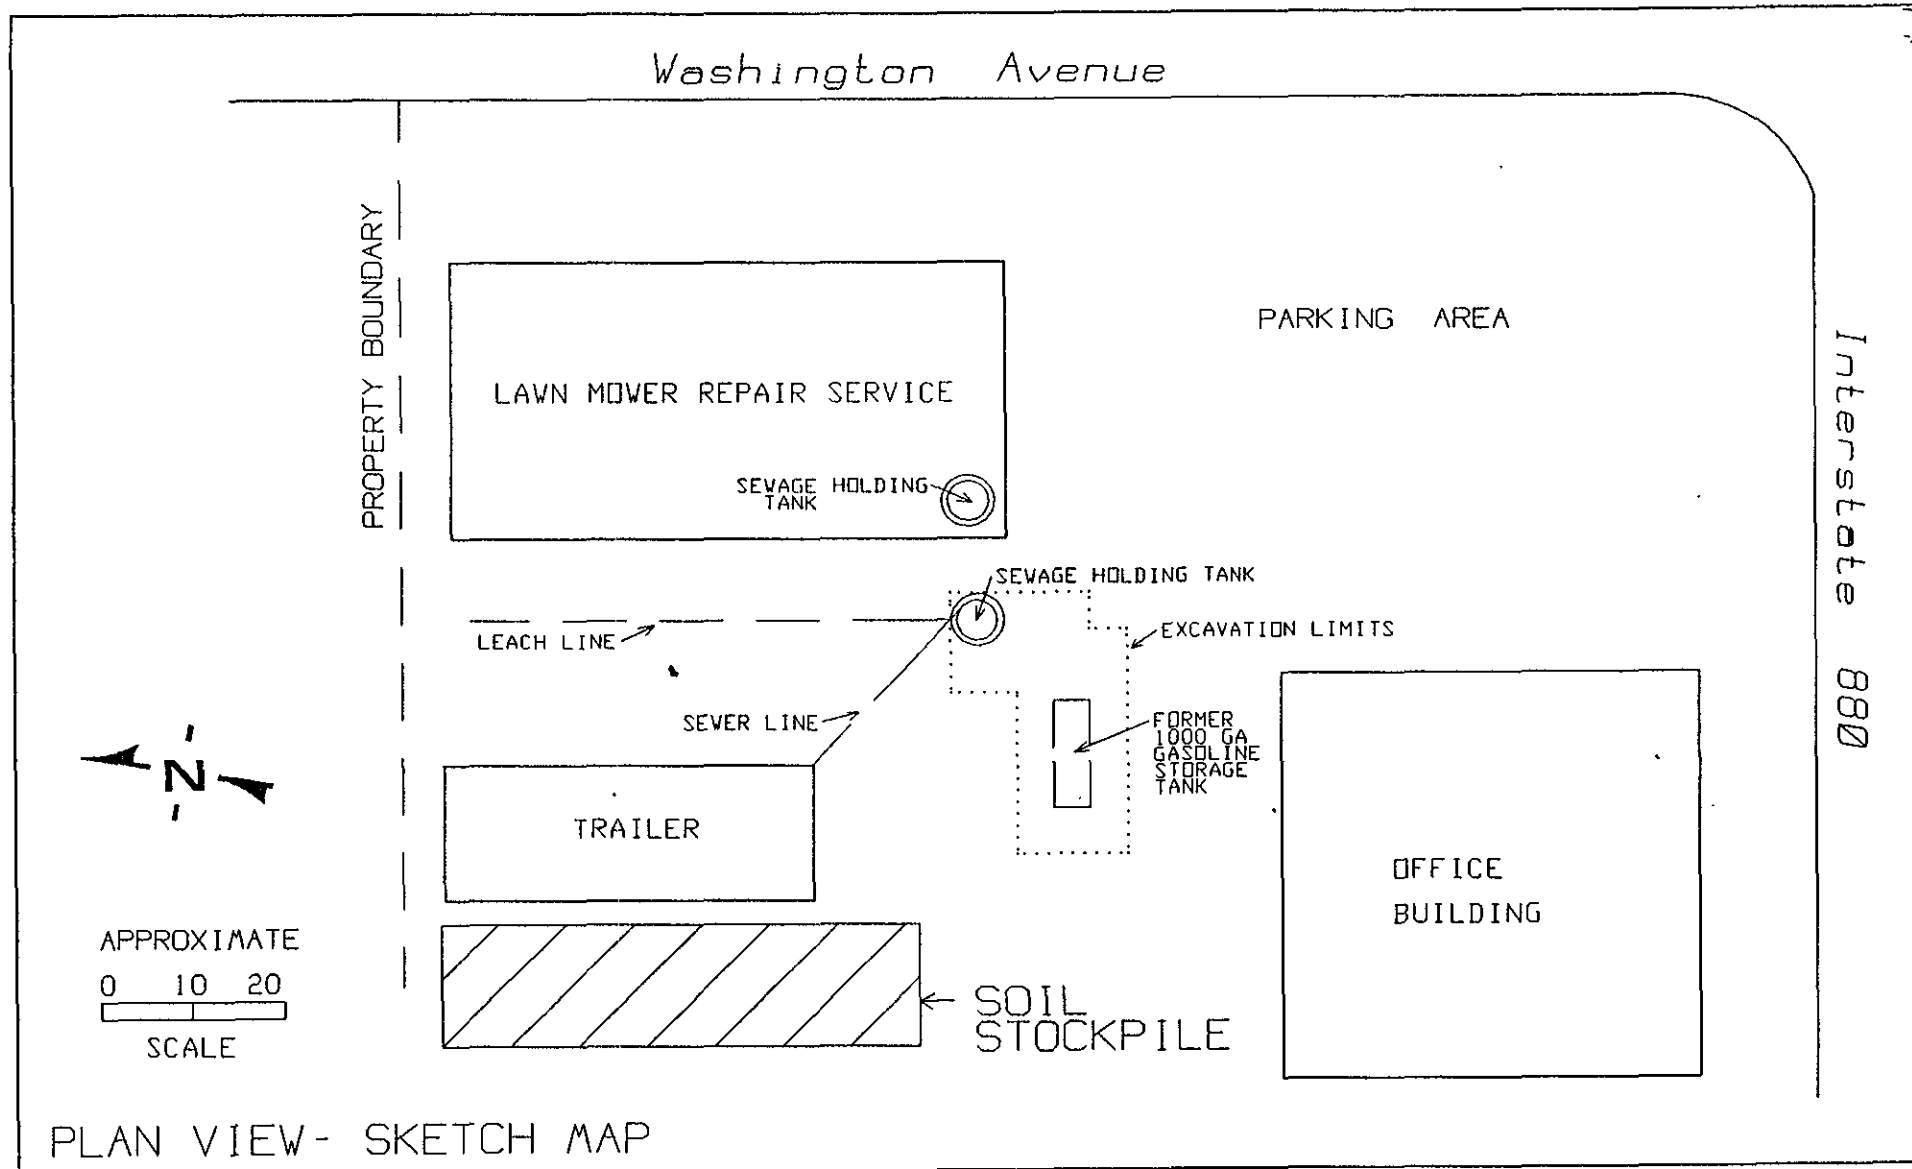 Washington Avenue
PROPERTY BOUNDARY
LAWN MOWER REPAIR SERVICE
PARKING AREA
Interstate 880
SEWAGE HOLDING
TANK
SEWAGE HOLDING TANK
LEACH LINE
EXCAVATION LIMITS
SEWER LINE
FORMER
1000 GA
GASOLINE
STORAGE
TANK
N
TRAILER
OFFICE
BUILDING
APPROXIMATE
0 10 20
SCALE
SOIL
STOCKPILE
PLAN VIEW- SKETCH MAP